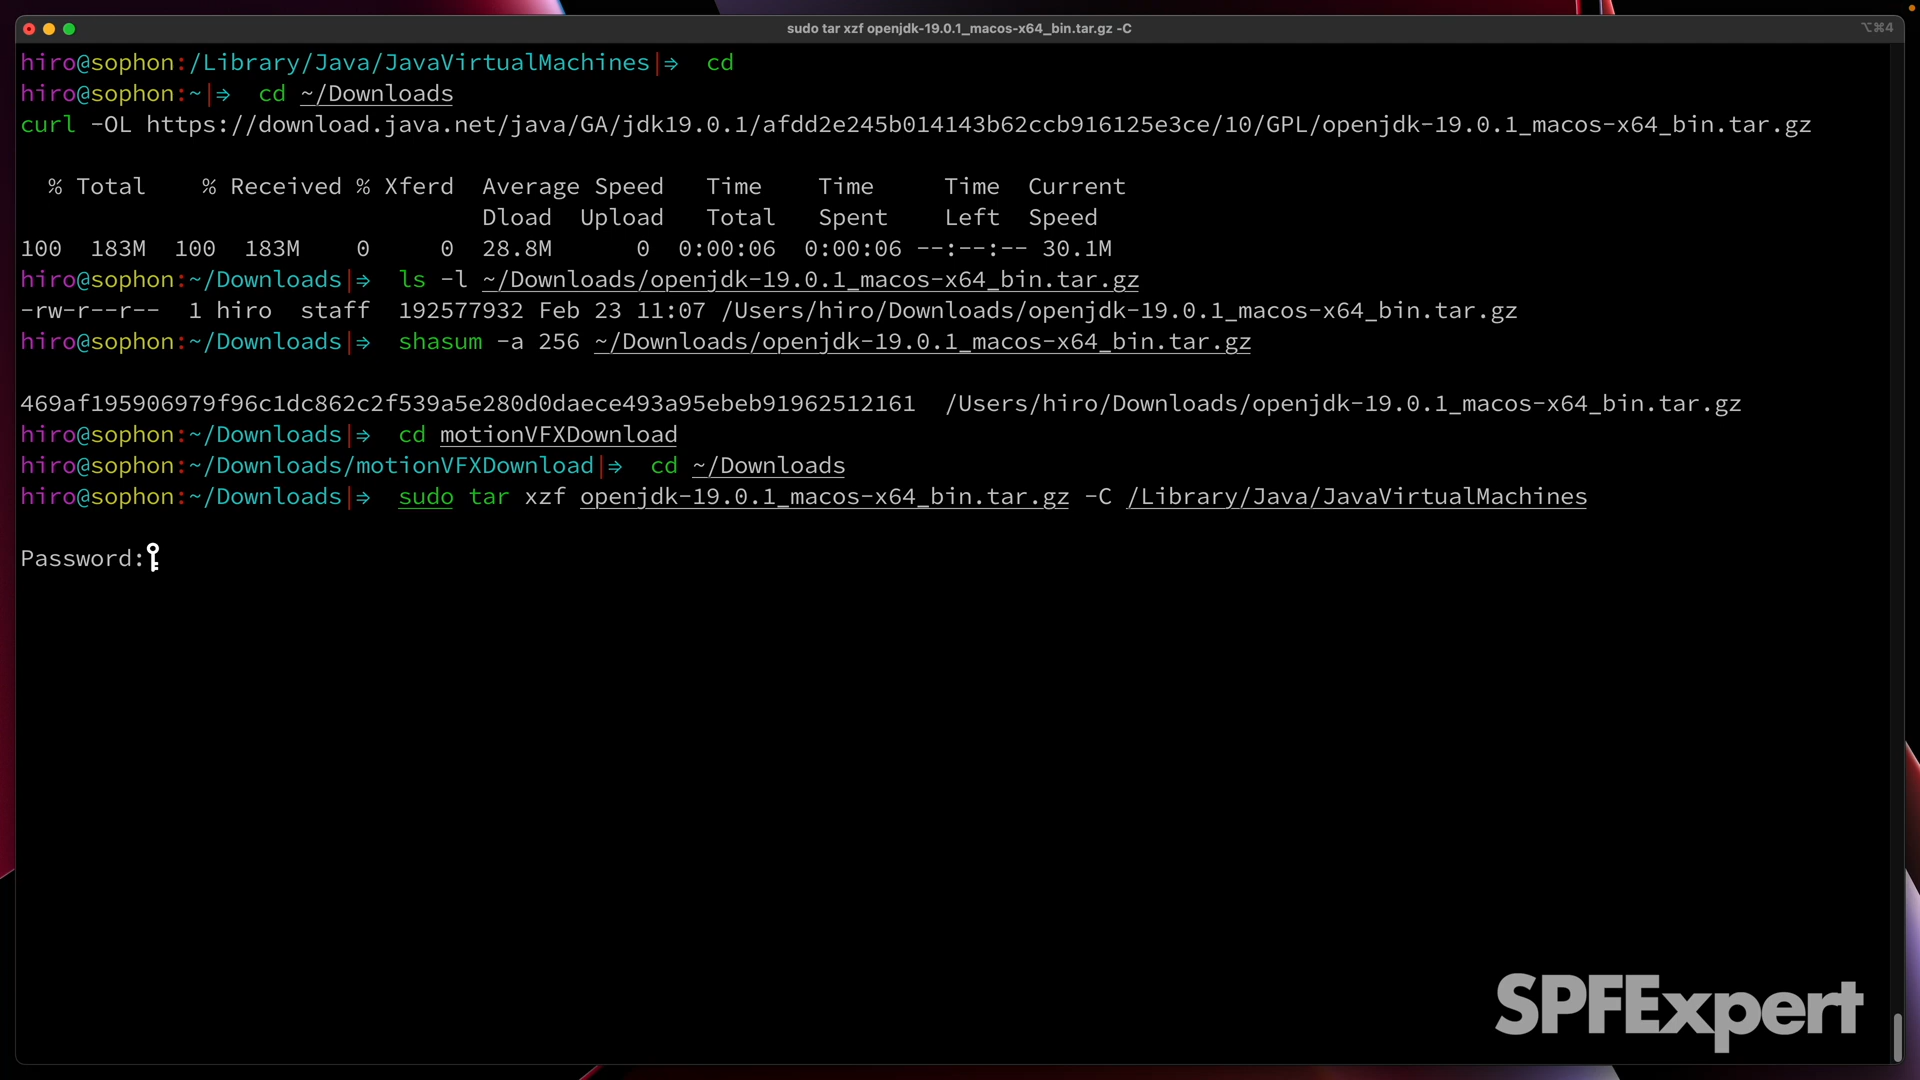 sudo tar xzf openjdk-19.0.1_macos-x64_bin.tar.gz -C
⌥⌘4
hiro@sophon:/Library/Java/JavaVirtualMachines|⇒  cd
hiro@sophon:~|⇒  cd ~/Downloads
curl -OL https://download.java.net/java/GA/jdk19.0.1/afdd2e245b014143b62ccb916125e3ce/10/GPL/openjdk-19.0.1_macos-x64_bin.tar.gz
  % Total    % Received % Xferd  Average Speed   Time    Time     Time  Current
                                 Dload  Upload   Total   Spent    Left  Speed
100  183M  100  183M    0     0  28.8M      0  0:00:06  0:00:06 --:--:-- 30.1M
hiro@sophon:~/Downloads|⇒  ls -l ~/Downloads/openjdk-19.0.1_macos-x64_bin.tar.gz
-rw-r--r--  1 hiro  staff  192577932 Feb 23 11:07 /Users/hiro/Downloads/openjdk-19.0.1_macos-x64_bin.tar.gz
hiro@sophon:~/Downloads|⇒  shasum -a 256 ~/Downloads/openjdk-19.0.1_macos-x64_bin.tar.gz
469af195906979f96c1dc862c2f539a5e280d0daece493a95ebeb91962512161  /Users/hiro/Downloads/openjdk-19.0.1_macos-x64_bin.tar.gz
hiro@sophon:~/Downloads|⇒  cd motionVFXDownload
hiro@sophon:~/Downloads/motionVFXDownload|⇒  cd ~/Downloads
hiro@sophon:~/Downloads|⇒  sudo tar xzf openjdk-19.0.1_macos-x64_bin.tar.gz -C /Library/Java/JavaVirtualMachines
Password:
SPFExpert